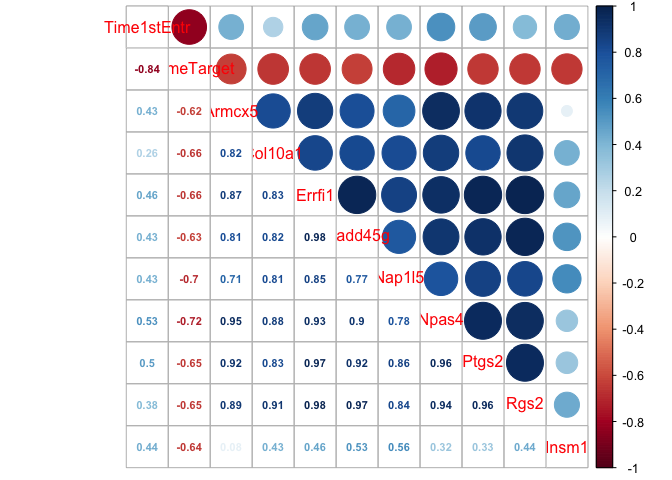 Time1stEntr
-0.84 meTarget
0.43 -0.62 Armcx5
0.26 -0.66 0.82 Col10a1
0.46 -0.66 0.87 0.83 Errfi1
0.43 -0.63 0.81 0.82 0.98 add45g
0.43 -0.7 0.71 0.81 0.85 0.77 Nap1l5
0.53 -0.72 0.95 0.88 0.93 0.9 0.78 Npas4
0.5 -0.65 0.92 0.83 0.97 0.92 0.86 0.96 Ptgs2
0.38 -0.65 0.89 0.91 0.98 0.97 0.84 0.94 0.96 Rgs2
0.44 -0.64 0.08 0.43 0.46 0.53 0.56 0.32 0.33 0.44 Insm1
1
0.8
0.6
0.4
0.2
0
-0.2
-0.4
-0.6
-0.8
-1